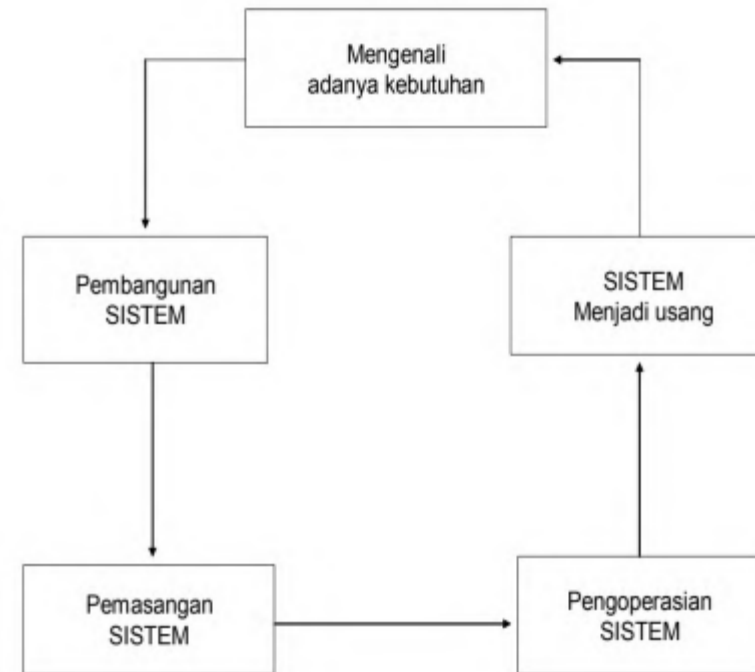 Mengenali
adanya kebutuhan
Pembangunan
SISTEM
SISTEM
Menjadi usang
Pemasangan
SISTEM
Pengoperasian
SISTEM